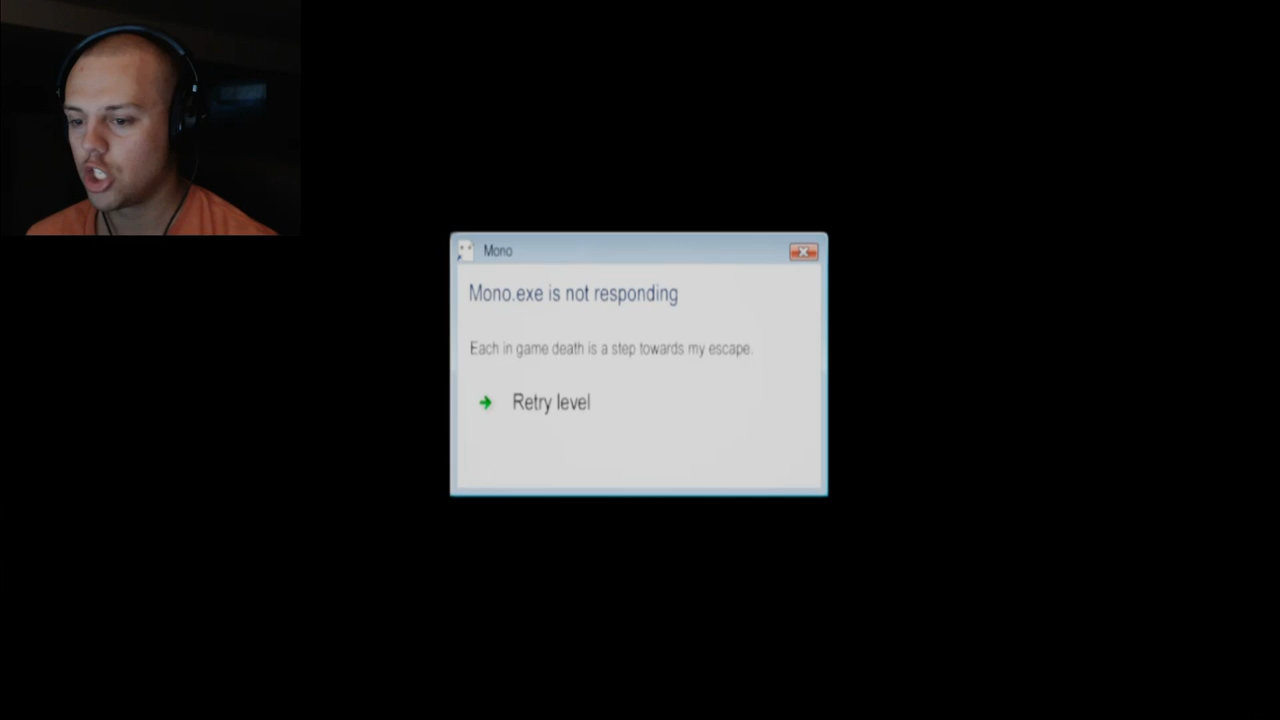 Mono
Mono.exe is not responding
Each in game death is a step towards my escape.
Retry level